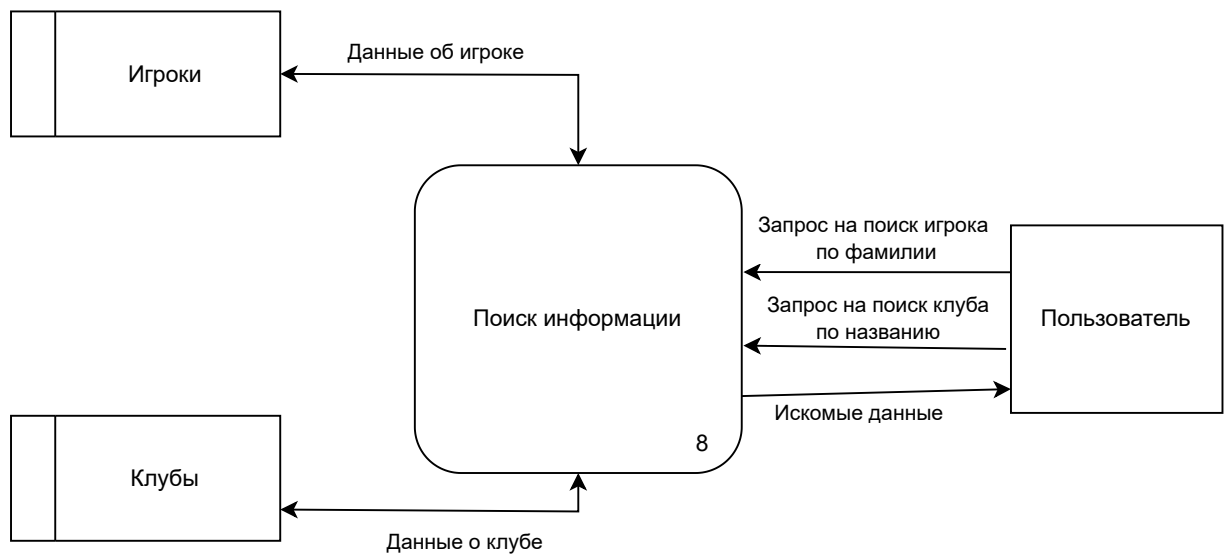 Данные об игроке
Игроки
Запрос на поиск игрока
по фамилии
Запрос на поиск клуба
по названию
Поиск информации
Пользователь
Искомые данные
8
Клубы
Данные о клубе